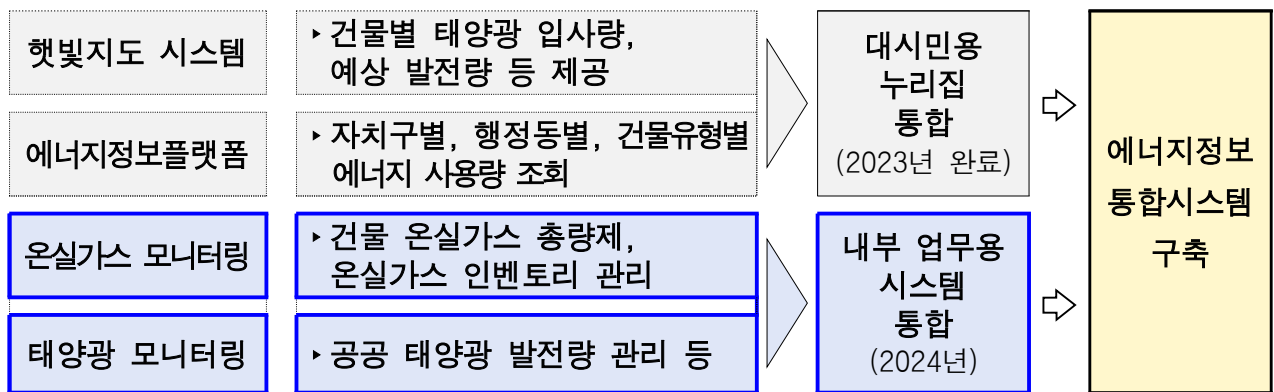 햇빛지도 시스템
‣ 건물별 태양광 입사량,
예상 발전량 등 제공
에너지정보플랫폼
‣ 자치구별, 행정동별, 건물유형별
에너지 사용량 조회
대시민용
누리집
통합
(2023년 완료)
온실가스 모니터링
‣ 건물 온실가스 총량제,
온실가스 인벤토리 관리
태양광 모니터링
‣ 공공 태양광 발전량 관리 등
내부 업무용
시스템
통합
(2024년)
에너지정보
통합시스템
구축